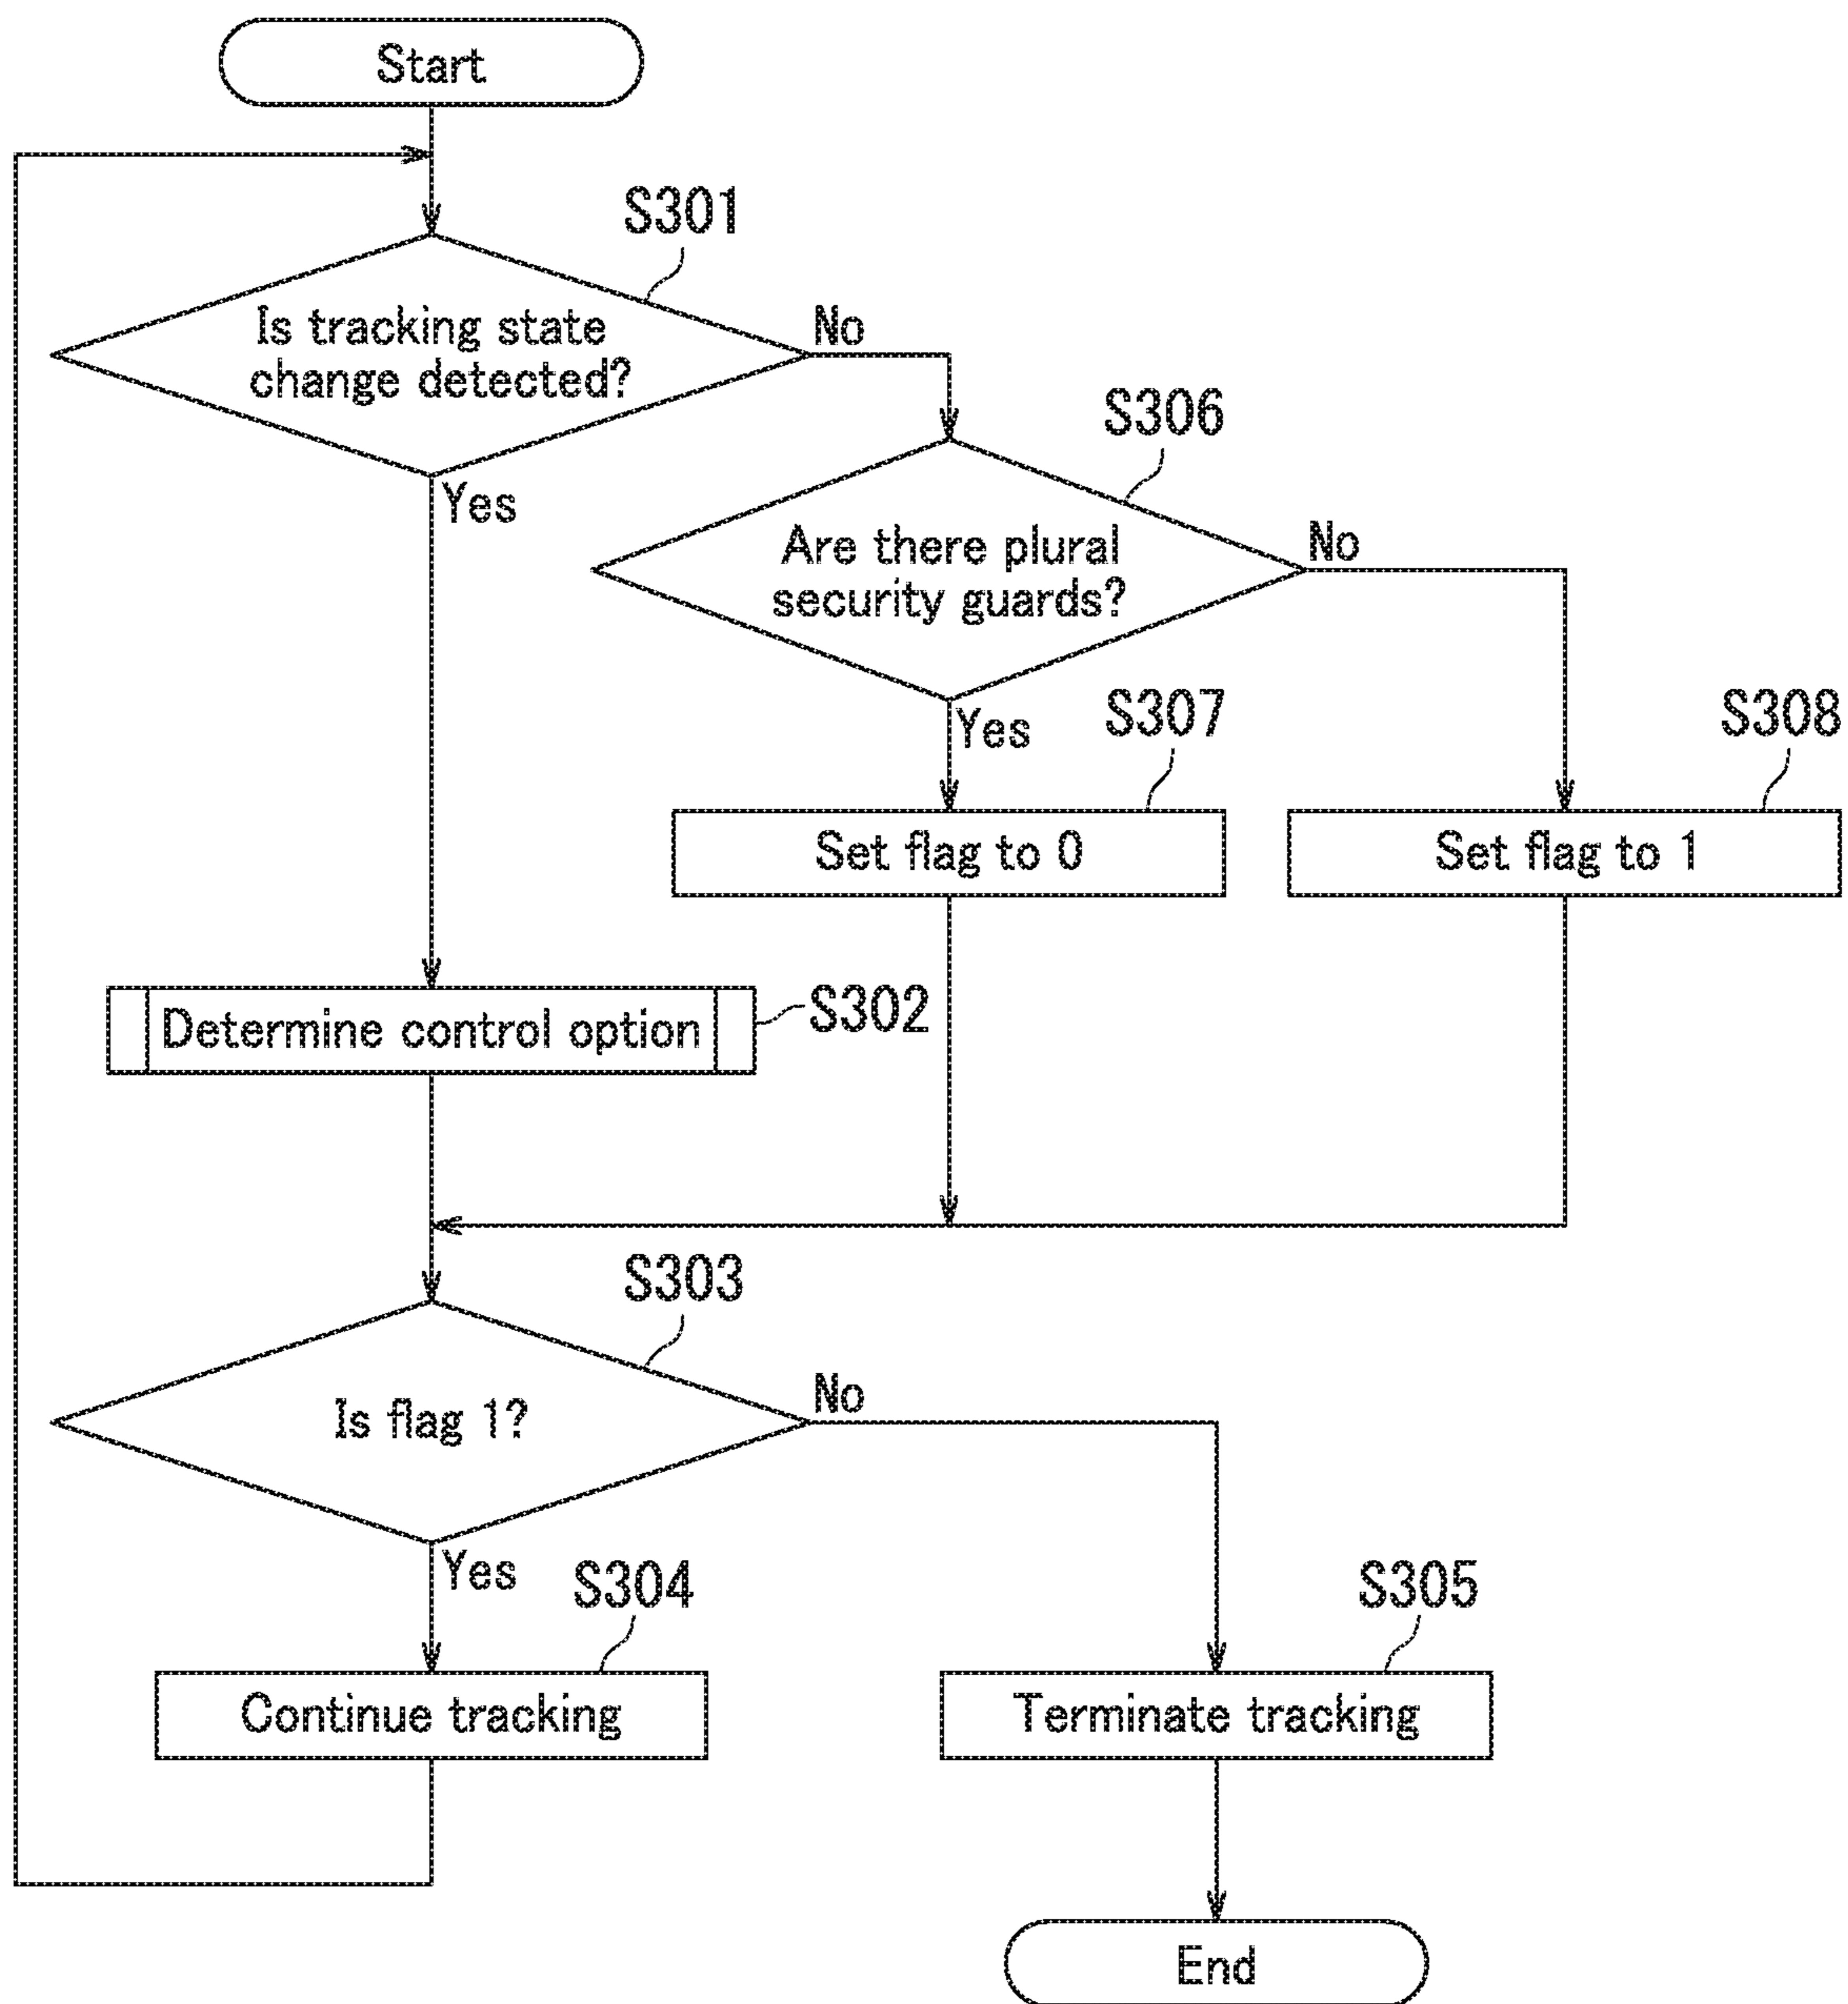 Start
S301
Is tracking state
change detected?
No
Yes
S306
Are there plural
security guards?
No
Yes
S307
Set flag to 0
S308
Set flag to 1
Determine control option
S302
S303
Is flag 1?
No
Yes
S304
Continue tracking
S305
Terminate tracking
End